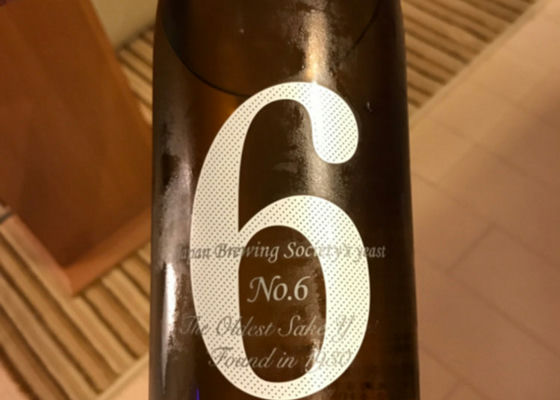 6
Brewing Society's yeast
No.6
The Oldest Sake
Found in